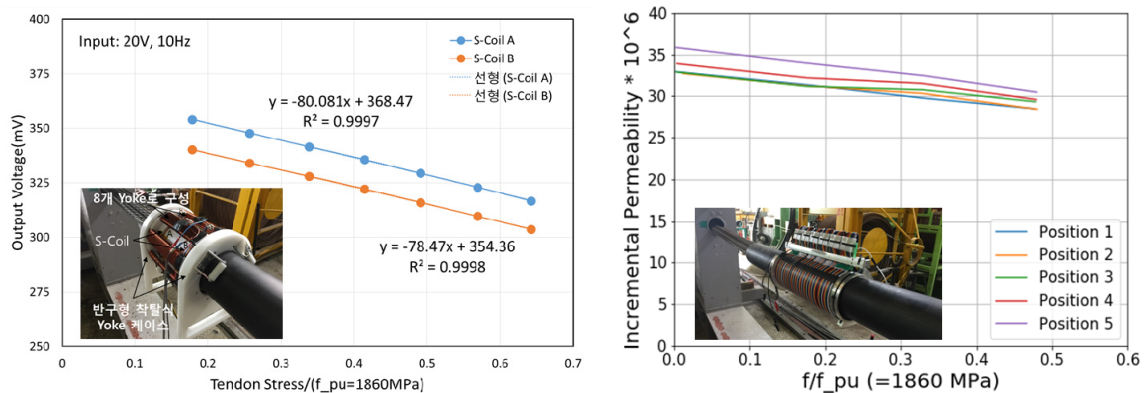 400
375
350
325
300
275
250
Output Voltage(mV)
Input: 20V, 10Hz
S-Coil A
S-Coil B
선형 (S-Coil A)
선형 (S-Coil B)
y = -80.081x + 368.47
R² = 0.9997
y = -78.47x + 354.36
R² = 0.9998
8개 Yoke로 구성
S-Coil
반구형 착탈식
Yoke 케이스
0 0.1 0.2 0.3 0.4 0.5 0.6 0.7
Tendon Stress/(f_pu=1860MPa)
40
35
30
25
20
15
10
5
0
Incremental Permeability * 10^6
Position 1
Position 2
Position 3
Position 4
Position 5
0.0 0.1 0.2 0.3 0.4 0.5 0.6
f/f_pu (=1860 MPa)